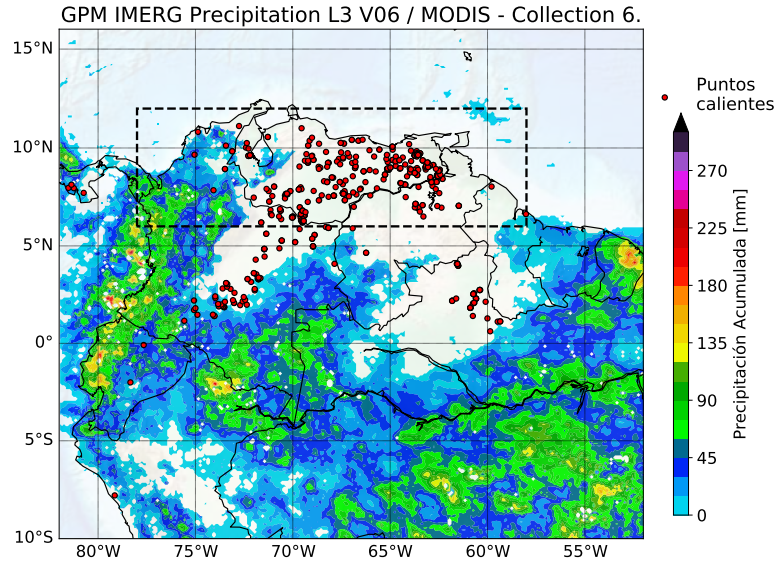 GPM IMERG Precipitation L3 V06 / MODIS - Collection 6.
15°N
10°N
5°N
0°
5°S
10°S
80°W
75°W
70°W
65°W
60°W
55°W
Puntos
calientes
270
225
180
135
90
45
0
Precipitación Acumulada [mm]